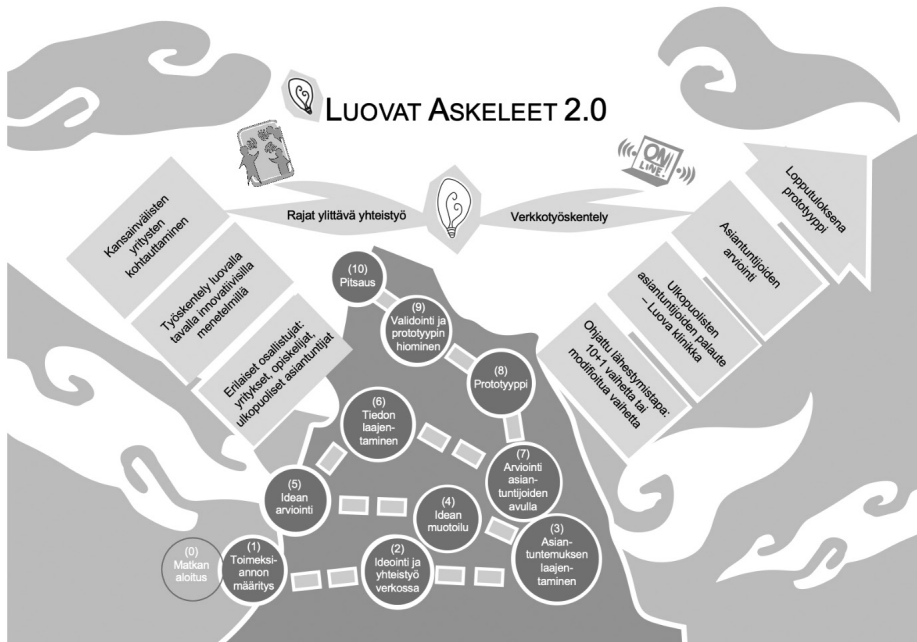 LUOVAT ASKELEET 2.0
ON
LINE!
Rajat ylittävä yhteistyö
Verkkotyöskentely
Kansainvälisten
yritysten
kohtauttaminen
Työskentely luovalla
tavalla innovatiivisilla
menetelmillä
Erilaiset osallistujat:
yritykset, opiskelijat,
ulkopuoliset asiantuntijat
Ohjattu lähestymistapa:
10+1 vaihetta tai
modifioitua vaihetta
Ulkopuolisten
asiantuntijoiden palaute
– Luova klinikka
Asiantuntijoiden
arviointi
Lopputuloksena
prototyyppi
(10)
Pitsaus
(9)
Validointi ja
prototyypin
hiominen
(8)
Prototyyppi
(6)
Tiedon
laajen-
taminen
(7)
Arviointi
asian-
tuntijoiden
avulla
(5)
Idean
arviointi
(4)
Idean
muotoilu
(3)
Asian-
tuntemuksen
laajen-
taminen
(0)
Matkan
aloitus
(1)
Toimeksi-
annon
määritys
(2)
Ideointi ja
yhteistyö
verkossa